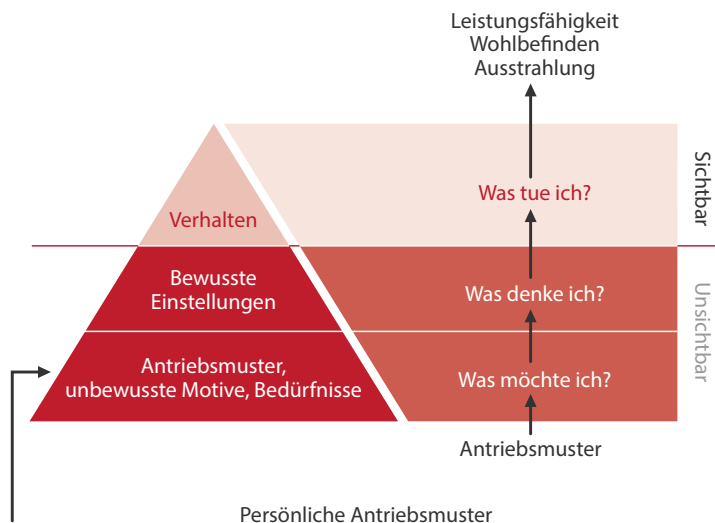 Leistungsfähigkeit
Wohlbefinden
Ausstrahlung
Sichtbar
Was tue ich?
Verhalten
Bewusste
Einstellungen
Was denke ich?
Unsichtbar
Antriebsmuster,
unbewusste Motive, Bedürfnisse
Was möchte ich?
Antriebsmuster
Persönliche Antriebsmuster